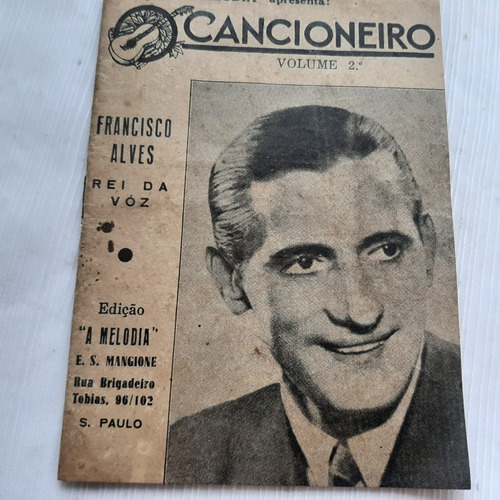 apresenta:
O CANCIONEIRO
VOLUME 2.º
FRANCISCO
ALVES
REI DA
VÓZ
Edição
"A MELODIA"
E. S. MANGIONE
Rua Brigadeiro
Tobias, 96/102
S. PAULO